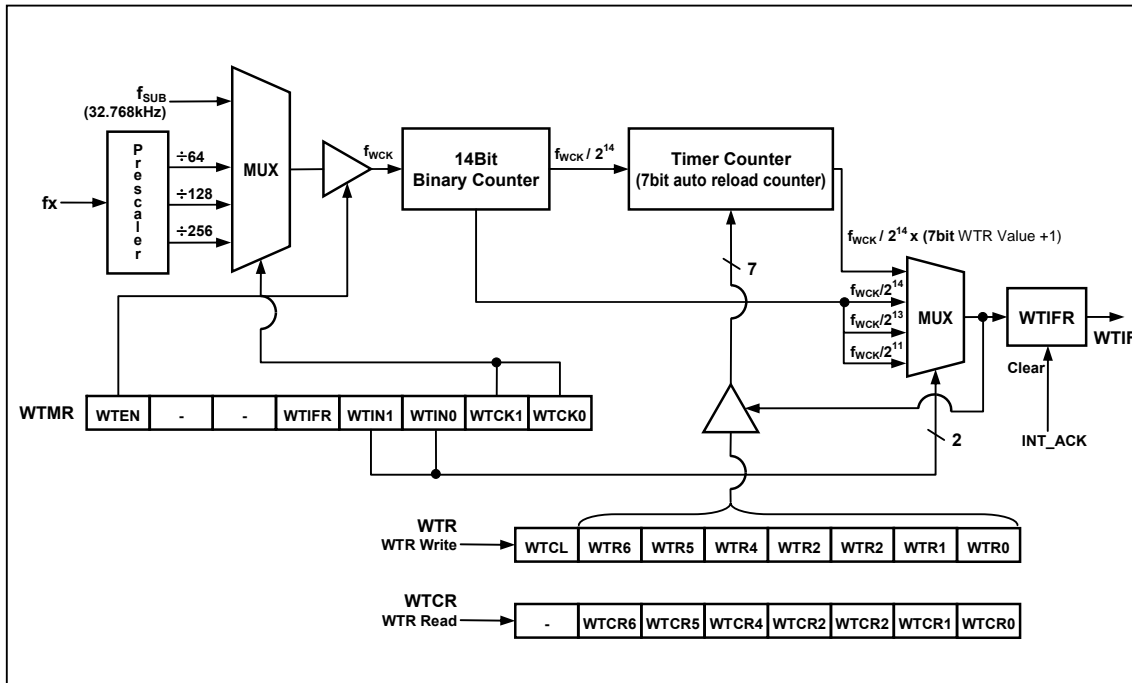 fSUB
(32.768kHz)
Prescaler
fx
÷64
÷128
÷256
MUX
fWCK
14Bit
Binary Counter
fWCK / 2^14
Timer Counter
(7bit auto reload counter)
fWCK / 2^14 x (7bit WTR Value +1)
7
fWCK/2^14
fWCK/2^13
fWCK/2^11
MUX
WTIFR
WTIF
Clear
INT_ACK
2
WTMR
WTEN - - WTIFR WTIN1 WTIN0 WTCK1 WTCK0
WTR
WTR Write
WTCL WTR6 WTR5 WTR4 WTR2 WTR2 WTR1 WTR0
WTCR
WTR Read
- WTCR6 WTCR5 WTCR4 WTCR2 WTCR2 WTCR1 WTCR0